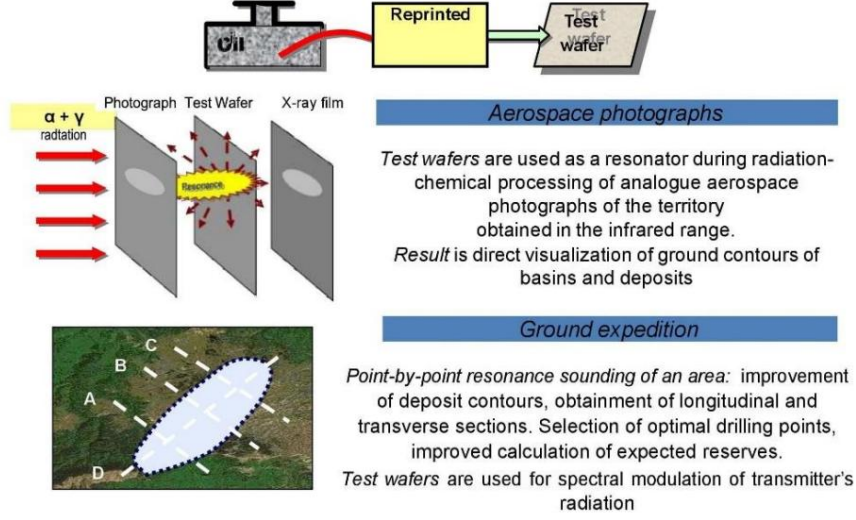 Oil
Reprinted
Test
wafer
Test
wafer
Photograph Test Wafer X-ray film
α + γ
radtation
Resonance
Aerospace photographs
Test wafers are used as a resonator during radiation-
chemical processing of analogue aerospace
photographs of the territory
obtained in the infrared range.
Result is direct visualization of ground contours of
basins and deposits
C
B
A
D
Ground expedition
Point-by-point resonance sounding of an area: improvement
of deposit contours, obtainment of longitudinal and
transverse sections. Selection of optimal drilling points,
improved calculation of expected reserves.
Test wafers are used for spectral modulation of transmitter's
radiation